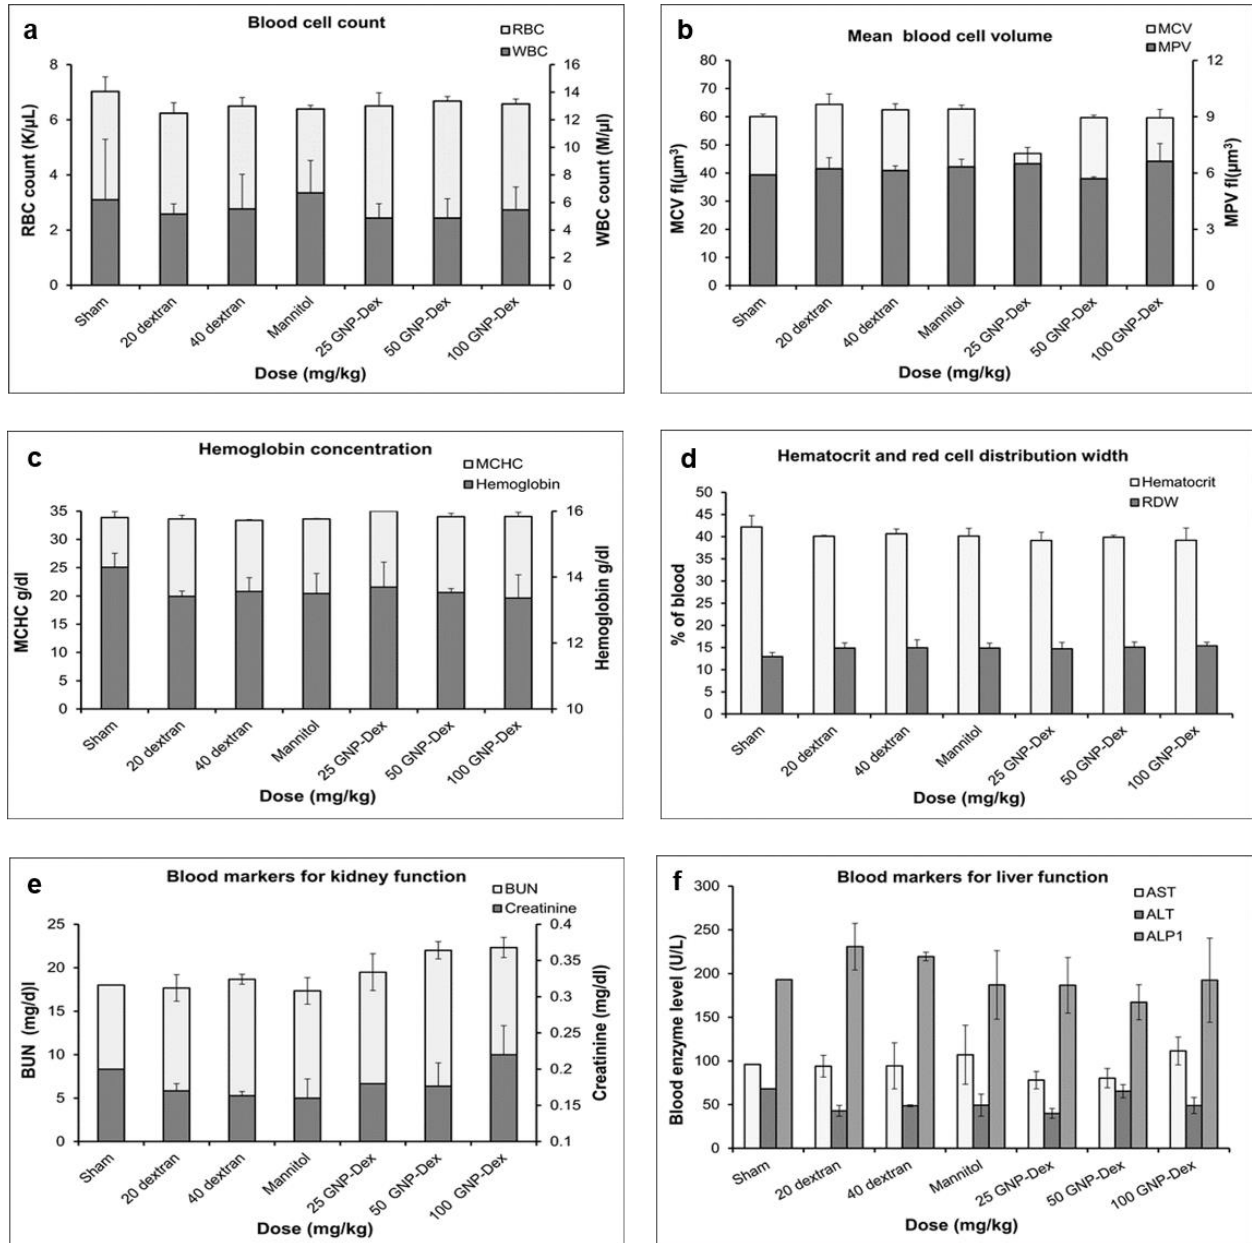 a
Blood cell count
RBC
WBC
8
6
4
2
0
RBC count (K/µL)
16
14
12
10
8
6
4
2
0
WBC count (M/µl)
Sham
20 dextran
40 dextran
Mannitol
25 GNP-Dex
50 GNP-Dex
100 GNP-Dex
Dose (mg/kg)
b
Mean blood cell volume
MCV
MPV
80
70
60
50
40
30
20
10
0
MCV fl(µm³)
12
9
6
3
0
MPV fl(µm³)
Sham
20 dextran
40 dextran
Mannitol
25 GNP-Dex
50 GNP-Dex
100 GNP-Dex
Dose (mg/kg)
c
Hemoglobin concentration
MCHC
Hemoglobin
35
30
25
20
15
10
5
0
MCHC g/dl
16
14
12
10
Hemoglobin g/dl
Sham
20 dextran
40 dextran
Mannitol
25 GNP-Dex
50 GNP-Dex
100 GNP-Dex
Dose (mg/kg)
d
Hematocrit and red cell distribution width
Hematocrit
RDW
50
45
40
35
30
25
20
15
10
5
0
% of blood
Sham
20 dextran
40 dextran
Mannitol
25 GNP-Dex
50 GNP-Dex
100 GNP-Dex
Dose (mg/kg)
e
Blood markers for kidney function
BUN
Creatinine
25
20
15
10
5
0
BUN (mg/d)l
0.4
0.35
0.3
0.25
0.2
0.15
0.1
Creatinine (mg/dl)
Sham
20 dextran
40 dextran
Mannitol
25 GNP-Dex
50 GNP-Dex
100 GNP-Dex
Dose (mg/kg)
f
Blood markers for liver function
AST
ALT
ALP1
300
250
200
150
100
50
0
Blood enzyme level (U/L)
Sham
20 dextran
40 dextran
Mannitol
25 GNP-Dex
50 GNP-Dex
100 GNP-Dex
Dose (mg/kg)